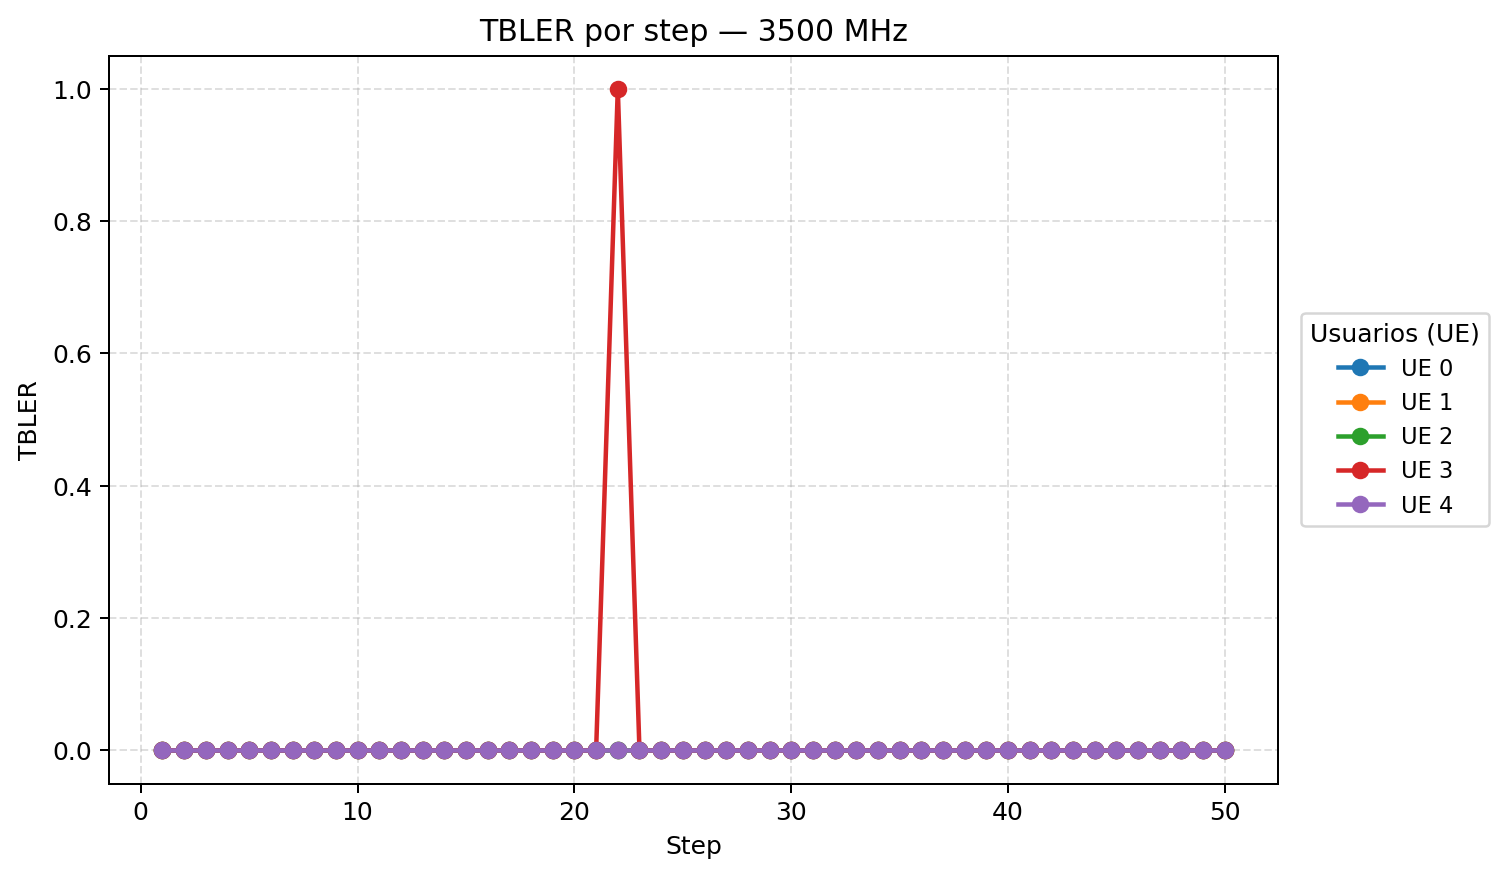 TBLER por step — 3500 MHz
1.0
0.8
0.6
0.4
0.2
0.0
TBLER
0 10 20 30 40 50
Step
Usuarios (UE)
UE 0
UE 1
UE 2
UE 3
UE 4